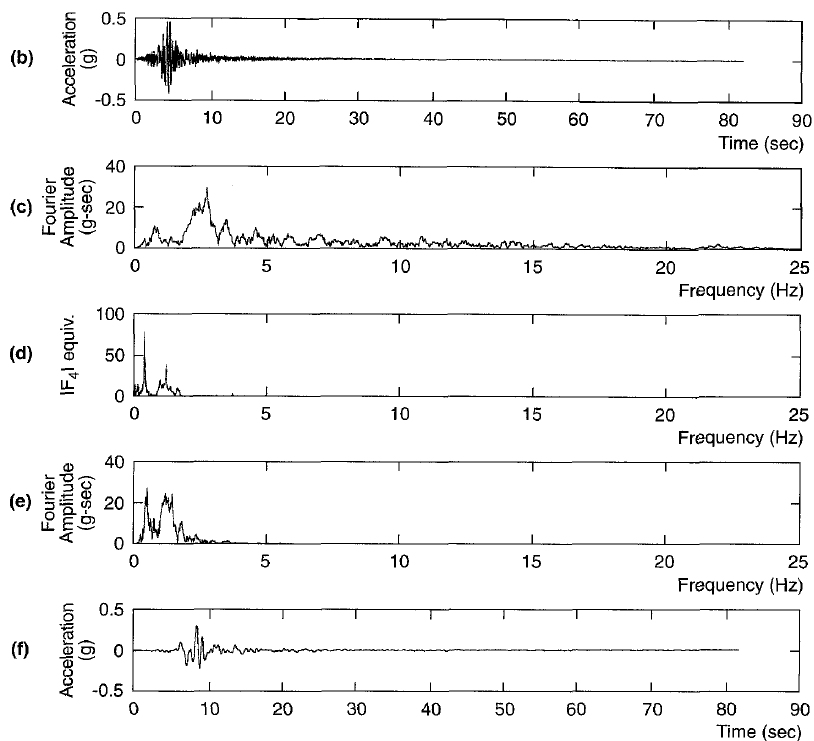 (b)
Acceleration
(g)
0.5
0
-0.5
0 10 20 30 40 50 60 70 80 90
Time (sec)
(c)
Fourier
Amplitude
(g-sec)
40
20
0
0 5 10 15 20 25
Frequency (Hz)
(d)
|F4| equiv.
100
50
0
0 5 10 15 20 25
Frequency (Hz)
(e)
Fourier
Amplitude
(g-sec)
40
20
0
0 5 10 15 20 25
Frequency (Hz)
(f)
Acceleration
(g)
0.5
0
-0.5
0 10 20 30 40 50 60 70 80 90
Time (sec)